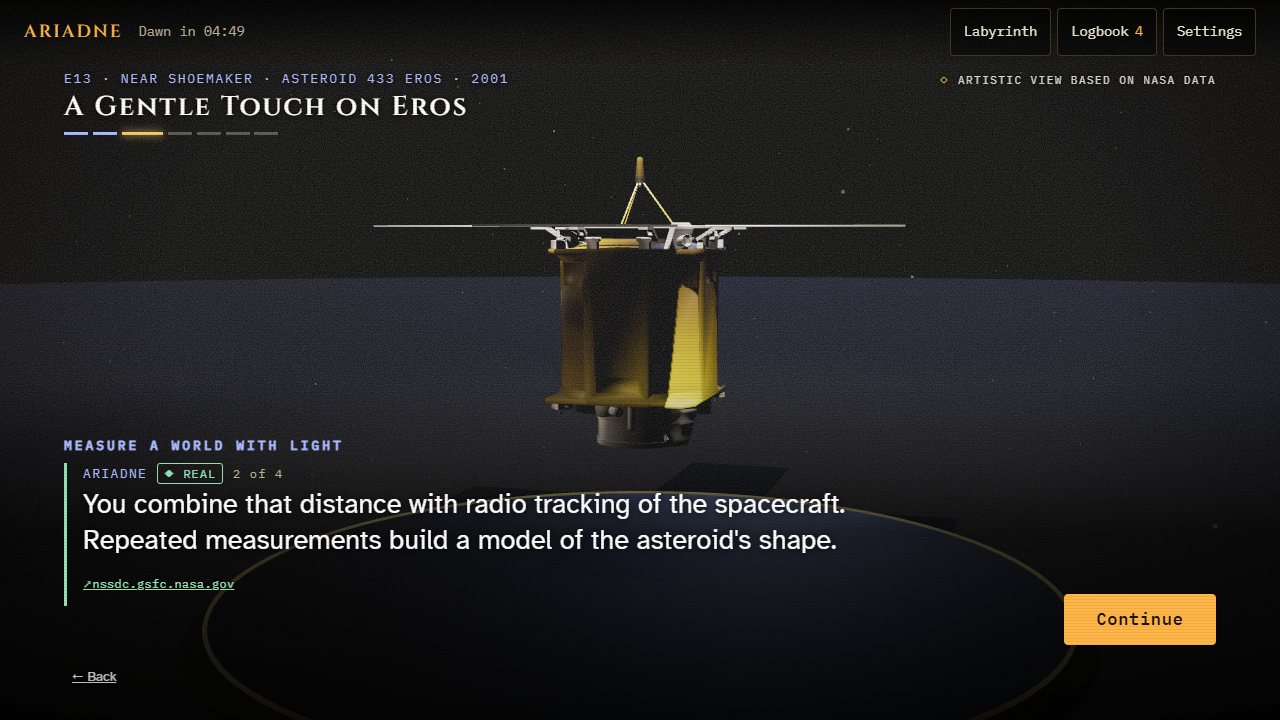 ARIADNE Dawn in 04:49 Labyrinth Logbook 4 Settings
E13 · NEAR SHOEMAKER · ASTEROID 433 EROS · 2001
◇ ARTISTIC VIEW BASED ON NASA DATA
A Gentle Touch on Eros
MEASURE A WORLD WITH LIGHT
ARIADNE ◆ REAL 2 of 4
You combine that distance with radio tracking of the spacecraft.
Repeated measurements build a model of the asteroid's shape.
↗nssdc.gsfc.nasa.gov
Continue
← Back